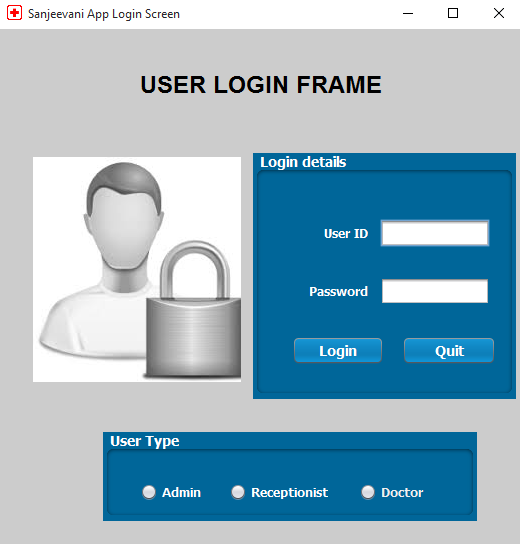 Sanjeevani App Login Screen
USER LOGIN FRAME
Login details
User ID
Password
Login Quit
User Type
Admin Receptionist Doctor